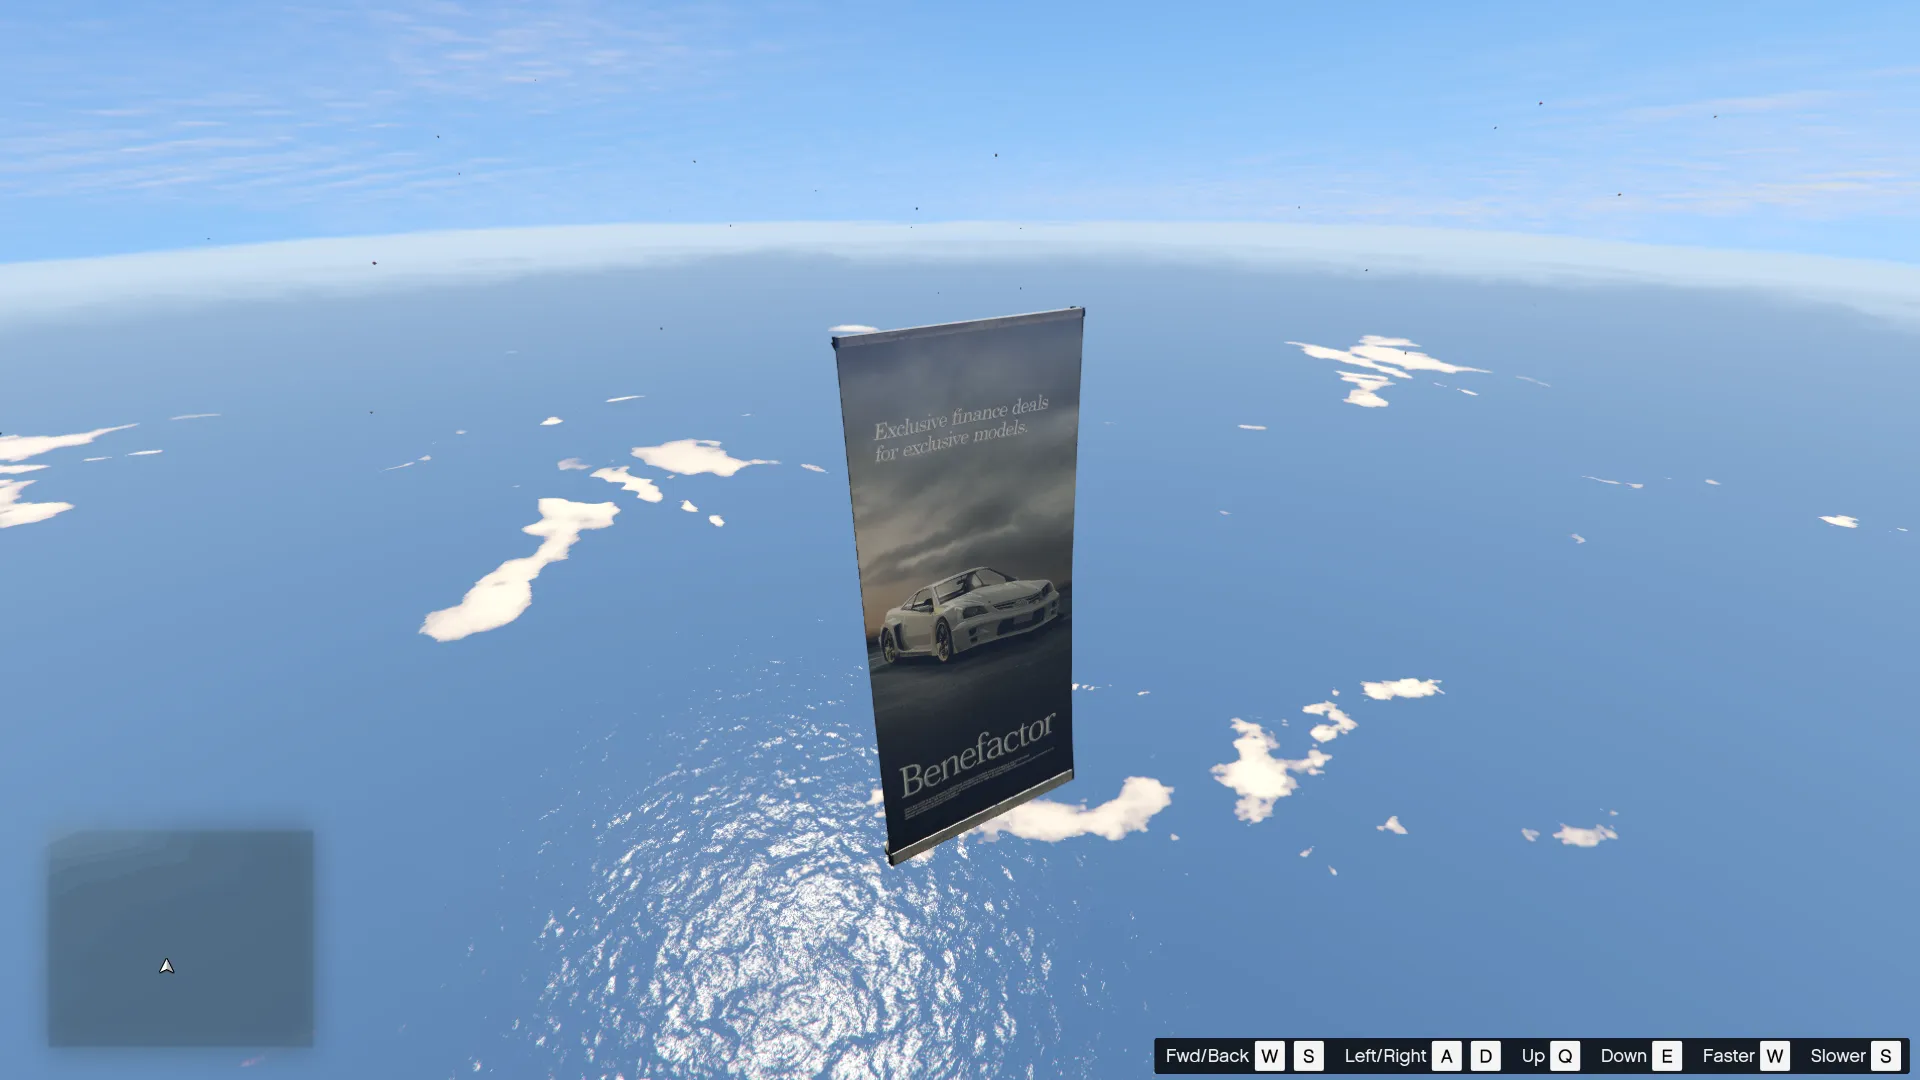 Exclusive finance deals
for exclusive models.
Benefactor
Fwd/Back W S Left/Right A D Up Q Down E Faster W Slower S